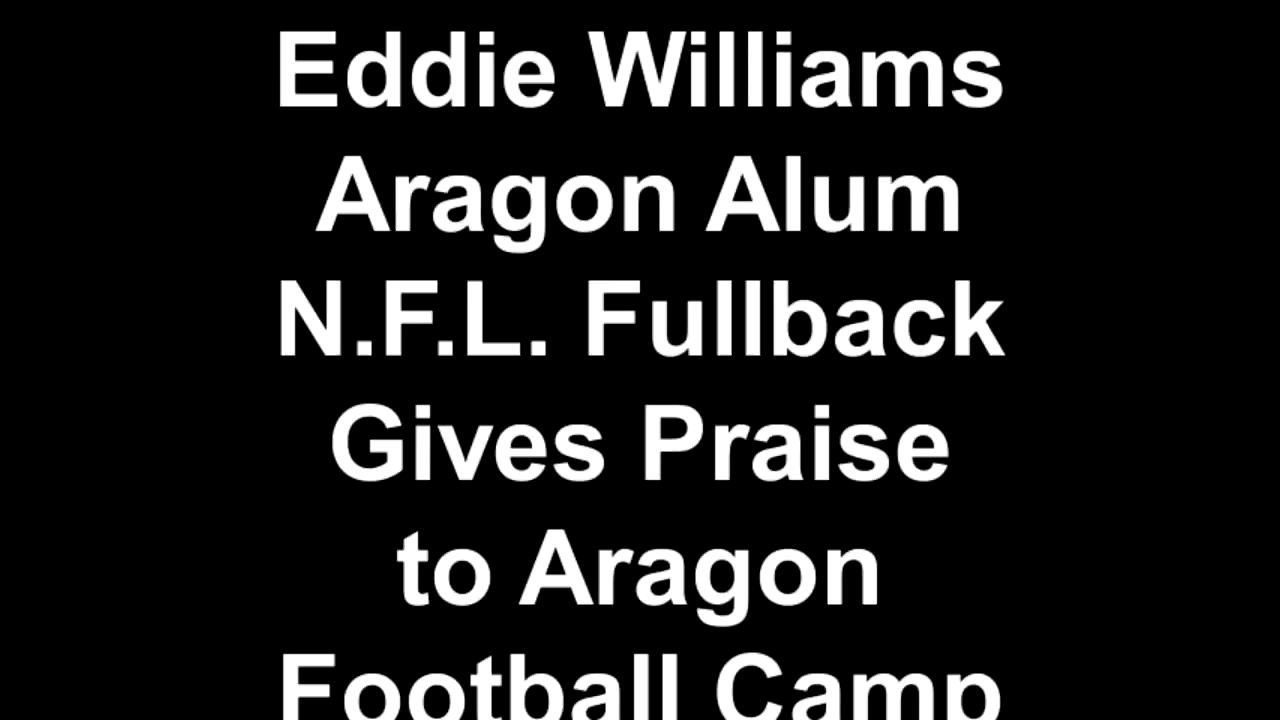 Eddie Williams
Aragon Alum
N.F.L. Fullback
Gives Praise
to Aragon
Football Camp